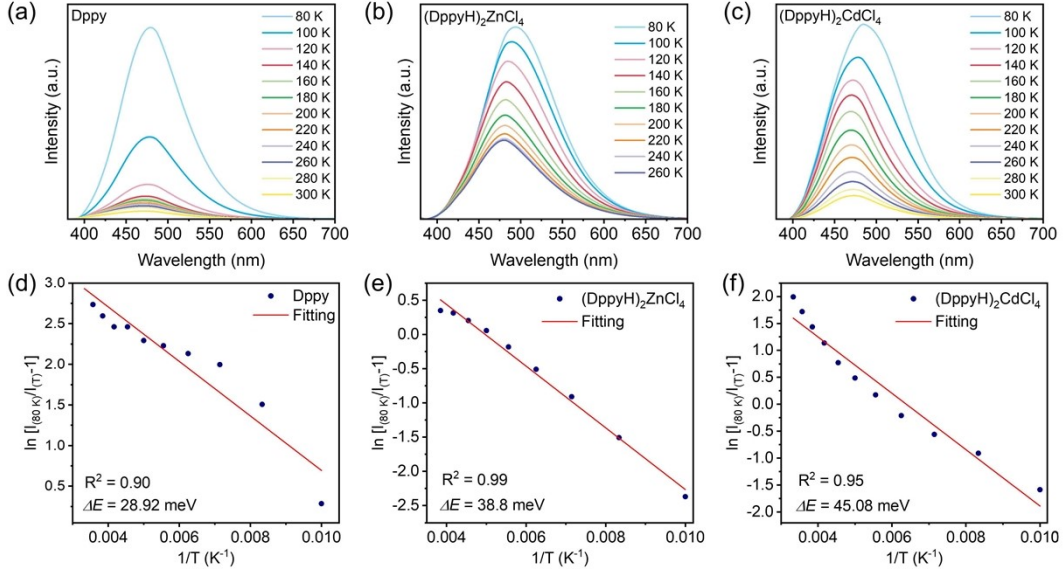 (a)
Dppy
80 K
100 K
120 K
140 K
160 K
180 K
200 K
220 K
240 K
260 K
280 K
300 K
Intensity (a.u.)
400 450 500 550 600 650 700
Wavelength (nm)
(b)
(DppyH)₂ZnCl₄
80 K
100 K
120 K
140 K
160 K
180 K
200 K
220 K
240 K
260 K
Intensity (a.u.)
400 450 500 550 600 650 700
Wavelength (nm)
(c)
(DppyH)₂CdCl₄
80 K
100 K
120 K
140 K
160 K
180 K
200 K
220 K
240 K
260 K
280 K
300 K
Intensity (a.u.)
400 450 500 550 600 650 700
Wavelength (nm)
(d)
Dppy
Fitting
ln [I(80 K)/I(T)-1]
3.0
2.5
2.0
1.5
1.0
0.5
R² = 0.90
ΔE = 28.92 meV
0.004 0.006 0.008 0.010
1/T (K⁻¹)
(e)
(DppyH)₂ZnCl₄
Fitting
ln [I(80 K)/I(T)-1]
0.5
0.0
-0.5
-1.0
-1.5
-2.0
-2.5
R² = 0.99
ΔE = 38.8 meV
0.004 0.006 0.008 0.010
1/T (K⁻¹)
(f)
(DppyH)₂CdCl₄
Fitting
ln [I(80 K)/I(T)-1]
2.0
1.5
1.0
0.5
0.0
-0.5
-1.0
-1.5
-2.0
R² = 0.95
ΔE = 45.08 meV
0.004 0.006 0.008 0.010
1/T (K⁻¹)